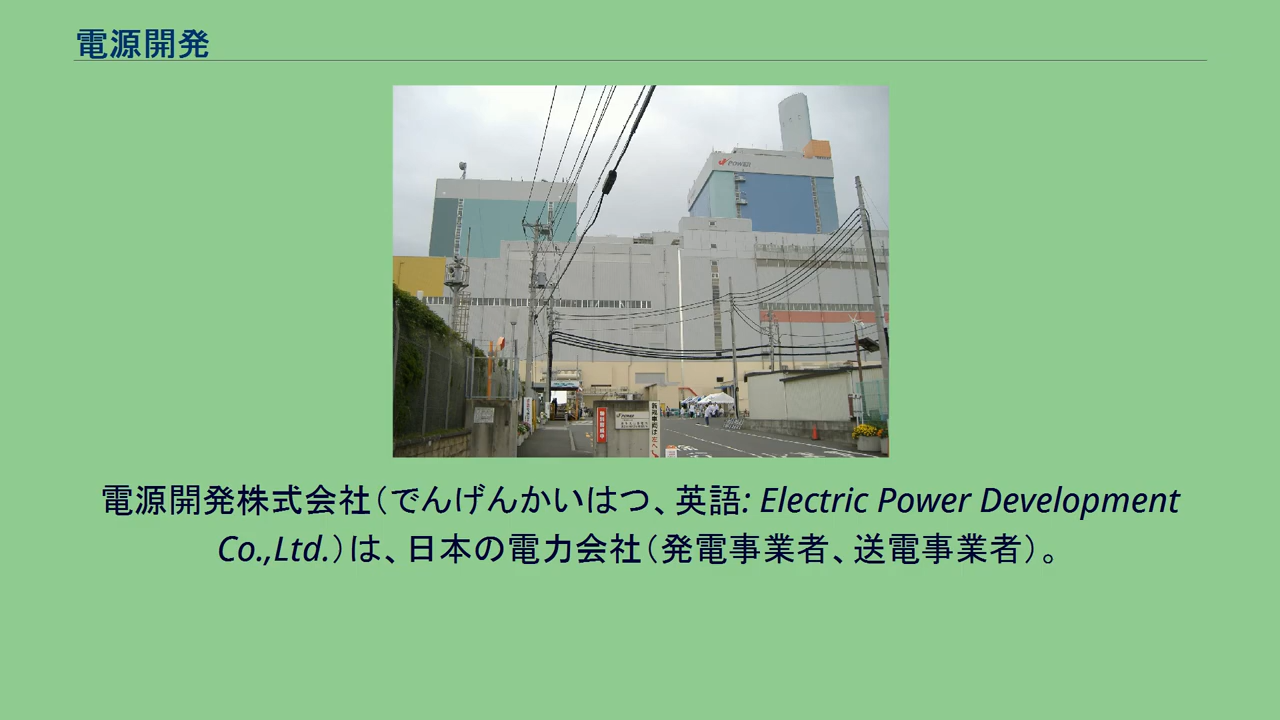 電源開発
POWER
POWER
電源開発株式会社（でんげんかいはつ、英語: Electric Power Development
Co.,Ltd.）は、日本の電力会社（発電事業者、送電事業者）。